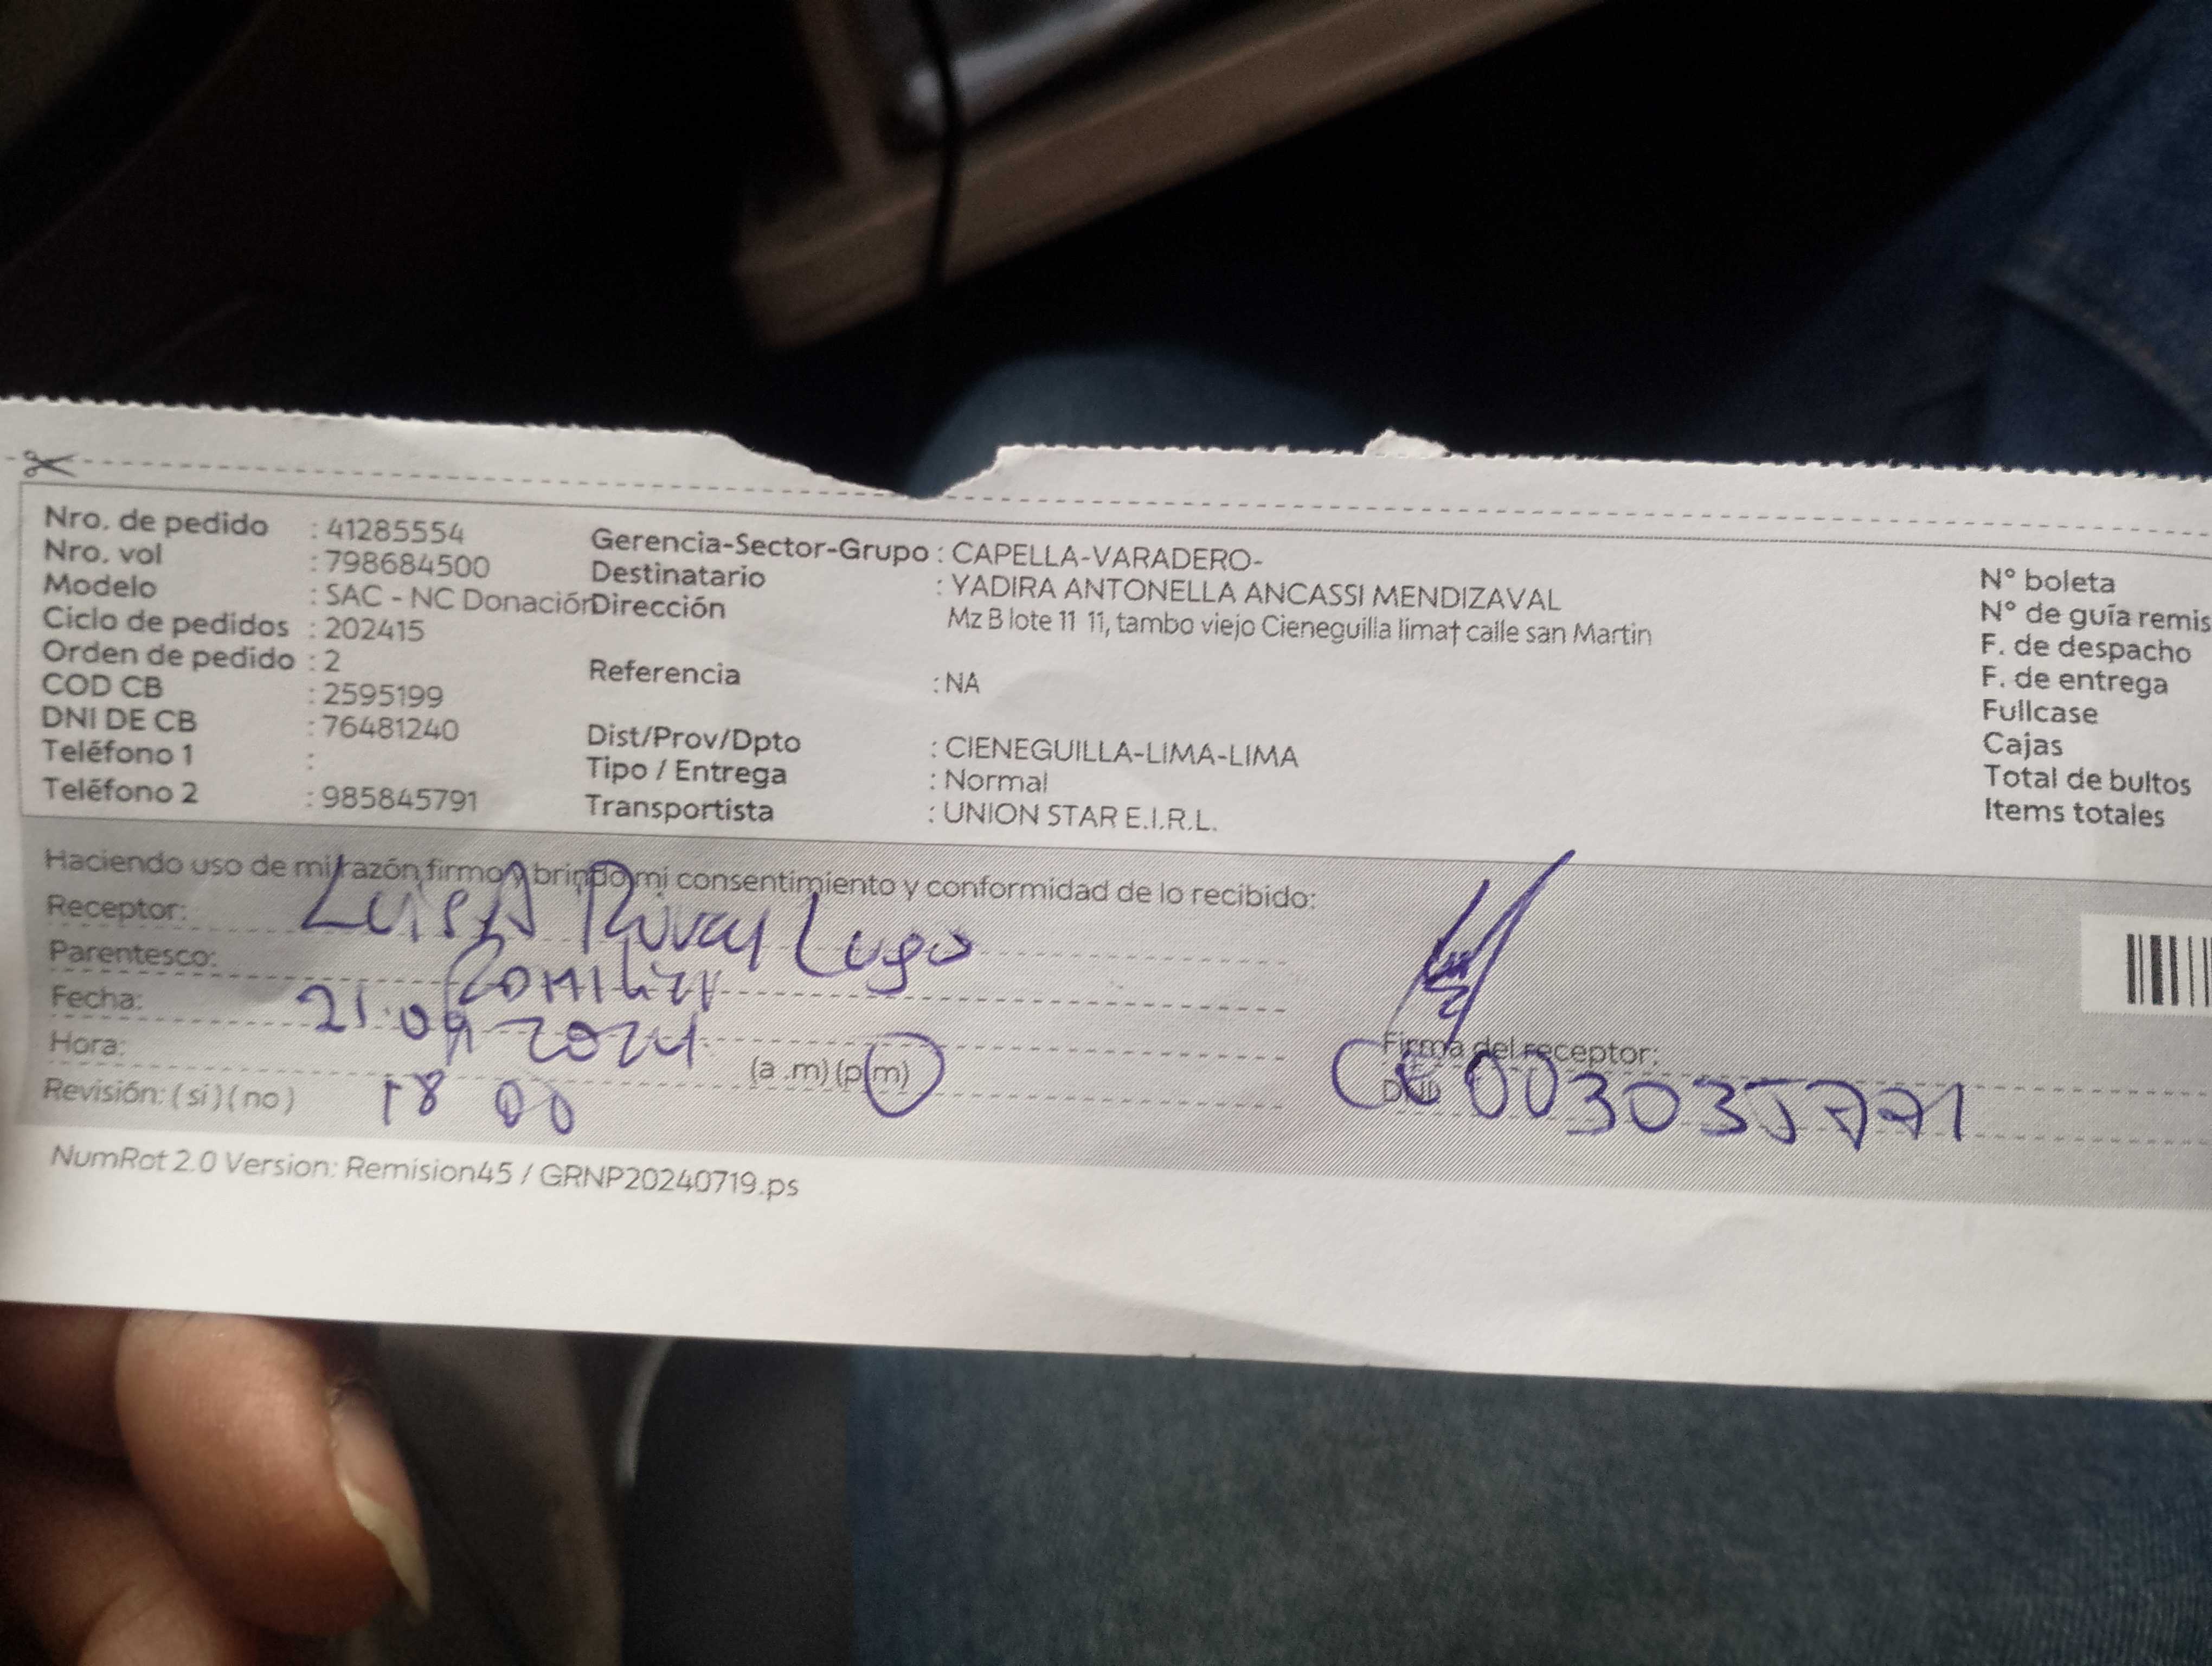 Nro. de pedido : 41285554
Nro. vol : 798684500
Modelo : SAC - NC Donación
Ciclo de pedidos : 202415
Orden de pedido : 2
COD CB : 2595199
DNI DE CB : 76481240
Teléfono 1 :
Teléfono 2 : 985845791
Gerencia-Sector-Grupo : CAPELLA-VARADERO-
Destinatario : YADIRA ANTONELLA ANCASSI MENDIZAVAL
Dirección Mz B lote 11 11, tambo viejo Cieneguilla lima† calle san Martin
Referencia : NA
Dist/Prov/Dpto : CIENEGUILLA-LIMA-LIMA
Tipo / Entrega : Normal
Transportista : UNION STAR E.I.R.L.
N° boleta
N° de guía remis
F. de despacho
F. de entrega
Fullcase
Cajas
Total de bultos
Items totales
Haciendo uso de mi razón firmo y brindo mi consentimiento y conformidad de lo recibido:
Receptor: Luis A Lugo
Parentesco:
Fecha: 21.09 2024
Hora: 18 00 (a .m) (p.m)
Revisión: ( si ) ( no )
Firma del receptor:
DNI: CE 003035771
NumRot 2.0 Version: Remision45 / GRNP20240719.ps